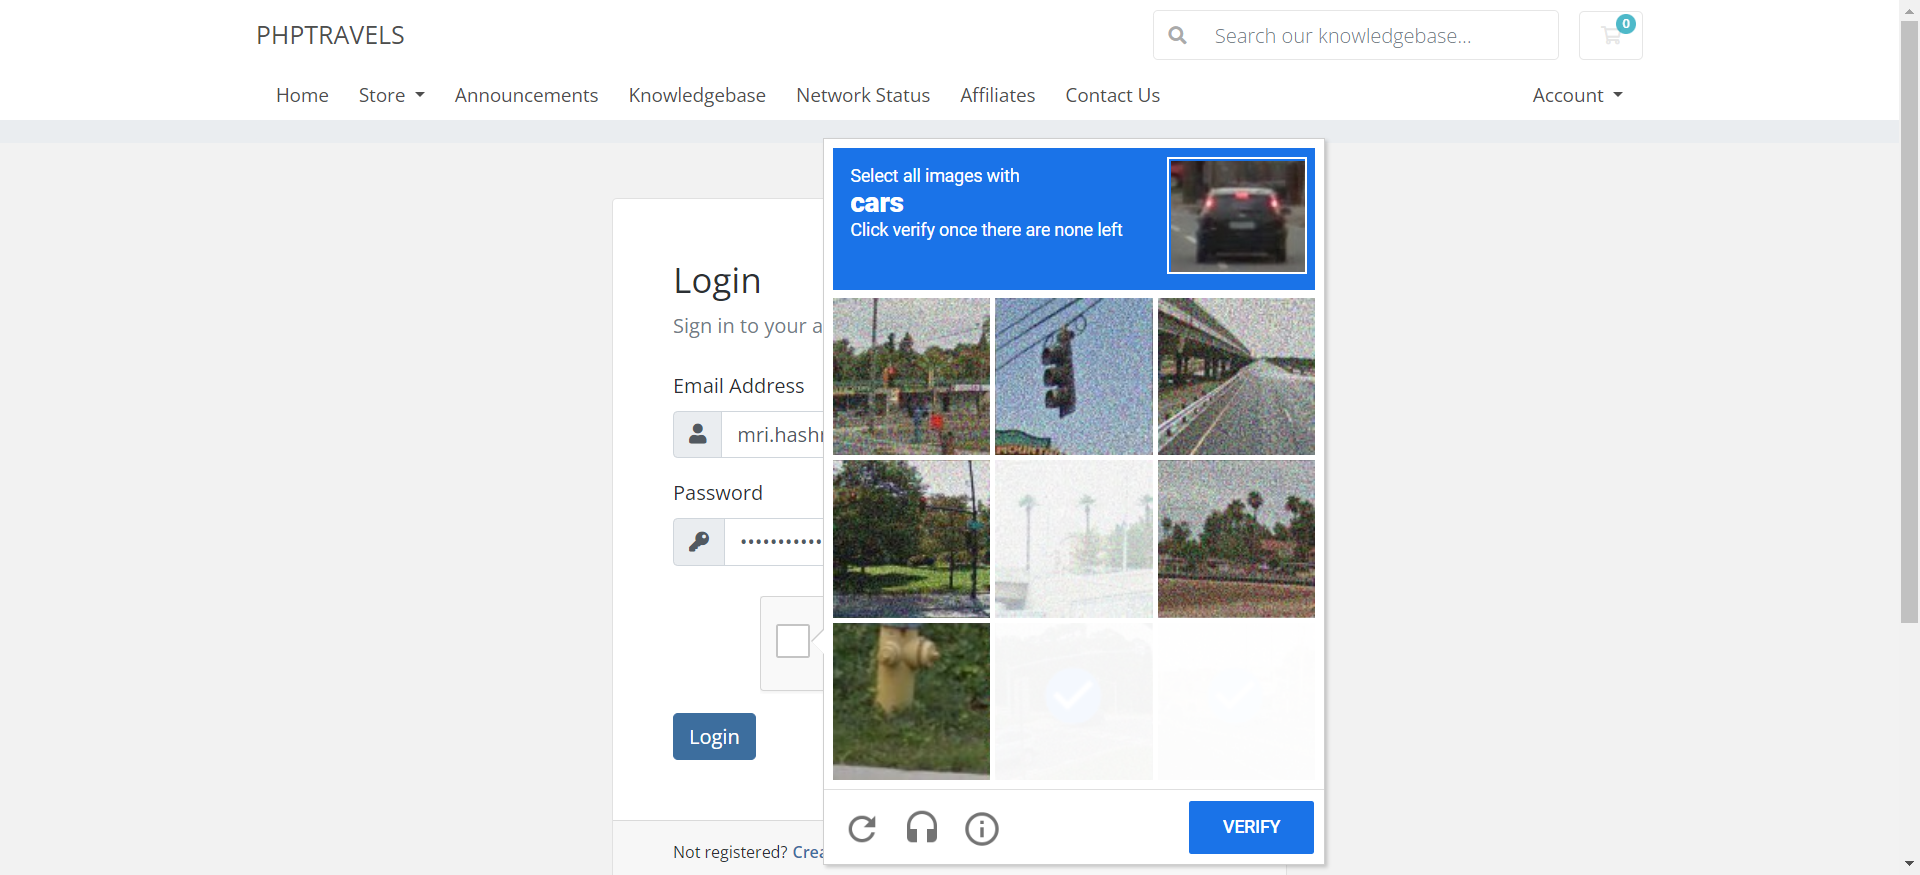 PHPTRAVELS
Search our knowledgebase...
0
Home
Store
Announcements
Knowledgebase
Network Status
Affiliates
Contact Us
Account
Select all images with
cars
Click verify once there are none left
Login
Sign in to your a
Email Address
mri.hash
Password
MOUNT
Login
VERIFY
Not registered? Crea